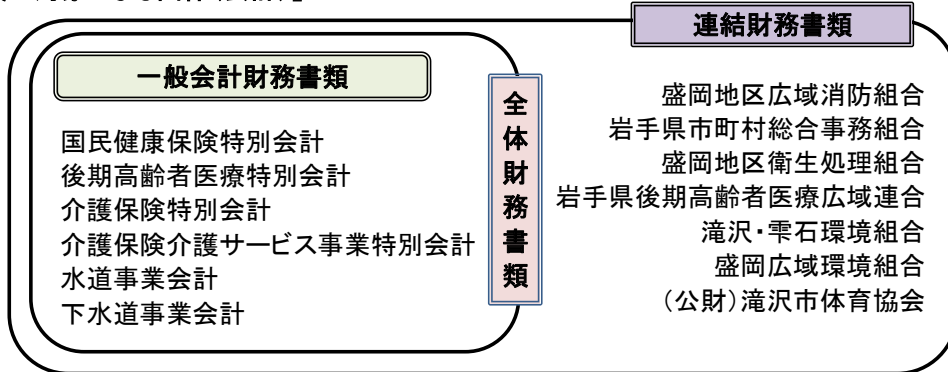 連結財務書類
一般会計財務書類
国民健康保険特別会計
後期高齢者医療特別会計
介護保険特別会計
介護保険介護サービス事業特別会計
水道事業会計
下水道事業会計
全体財務書類
盛岡地区広域消防組合
岩手県市町村総合事務組合
盛岡地区衛生処理組合
岩手県後期高齢者医療広域連合
滝沢・雫石環境組合
盛岡広域環境組合
(公財)滝沢市体育協会